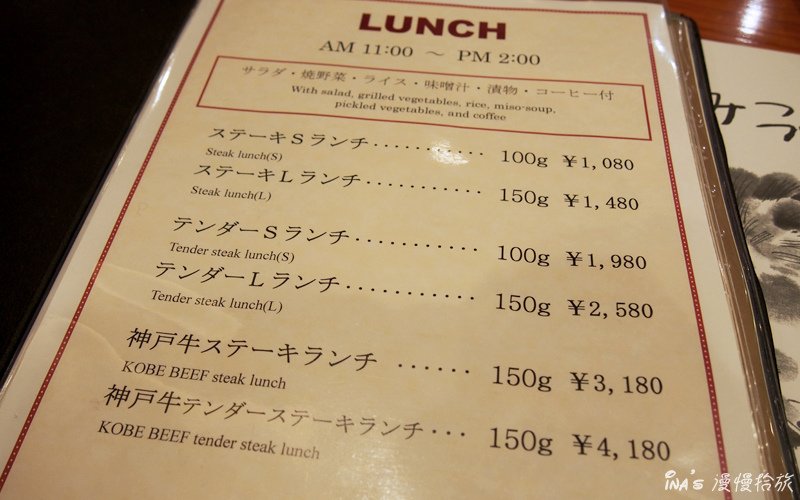 LUNCH
AM 11:00 ～ PM 2:00
サラダ・焼野菜・ライス・味噌汁・漬物・コーヒー付
With salad, grilled vegetables, rice, miso-soup,
pickled vegetables, and coffee
ステーキSランチ・・・・・・・・・・・ 100g ￥1,080
Steak lunch(S)
ステーキLランチ・・・・・・・・・・・ 150g ￥1,480
Steak lunch(L)
テンダーSランチ・・・・・・・・・・・ 100g ￥1,980
Tender steak lunch(S)
テンダーLランチ・・・・・・・・・・・ 150g ￥2,580
Tender steak lunch(L)
神戸牛ステーキランチ ・・・・・・ 150g ￥3,180
KOBE BEEF steak lunch
神戸牛テンダーステーキランチ・・・ 150g ￥4,180
KOBE BEEF tender steak lunch
みつ
iNA's 漫慢拾旅